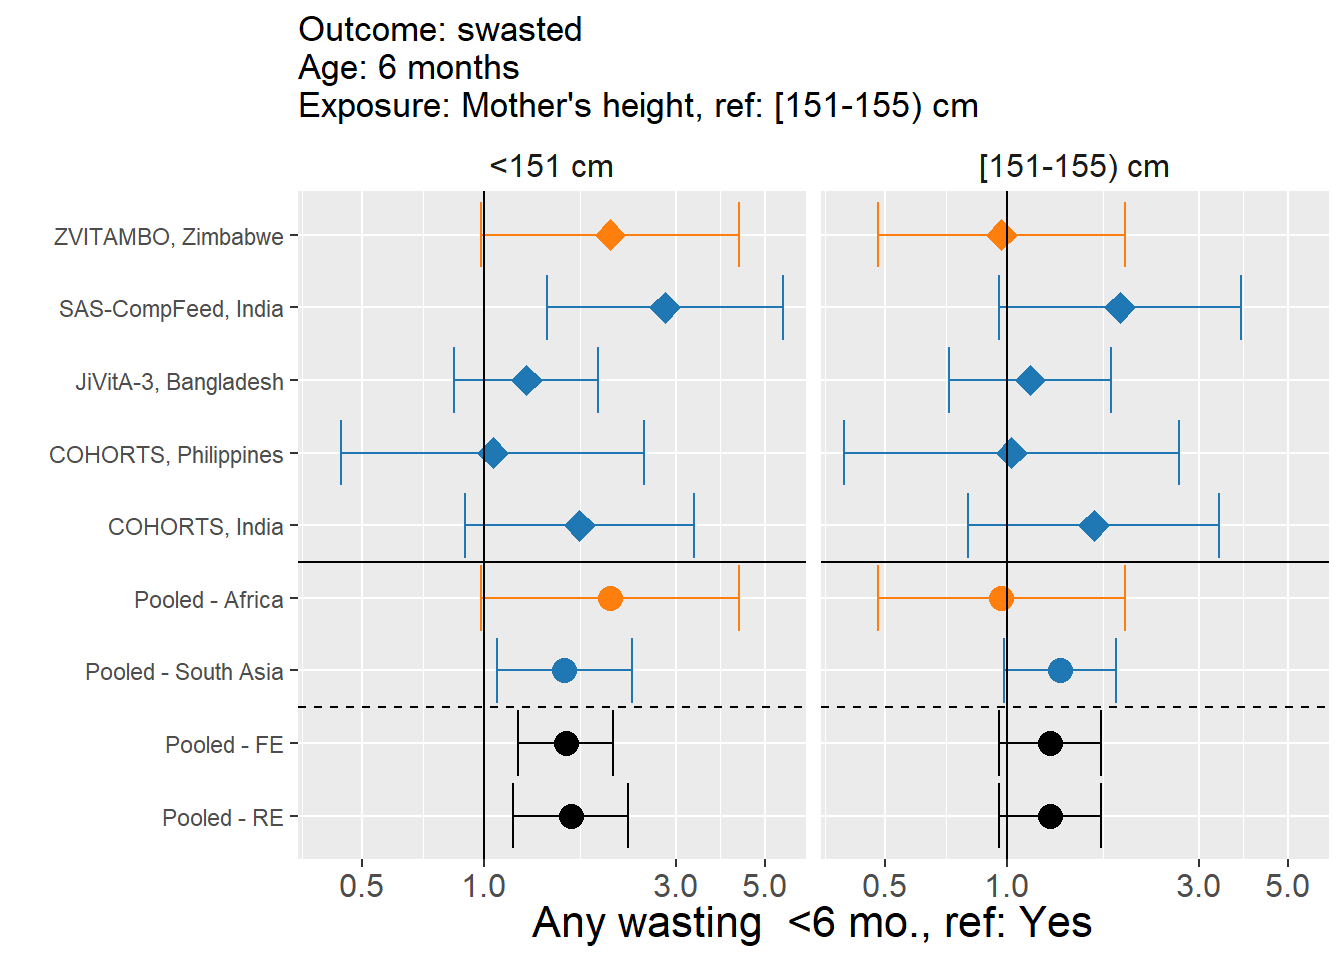 Outcome: swasted
Age: 6 months
Exposure: Mother's height, ref: [151-155) cm
<151 cm
[151-155) cm
ZVITAMBO, Zimbabwe
SAS-CompFeed, India
JiVitA-3, Bangladesh
COHORTS, Philippines
COHORTS, India
Pooled - Africa
Pooled - South Asia
Pooled - FE
Pooled - RE
0.5 1.0 3.0 5.0
0.5 1.0 3.0 5.0
Any wasting  <6 mo., ref: Yes